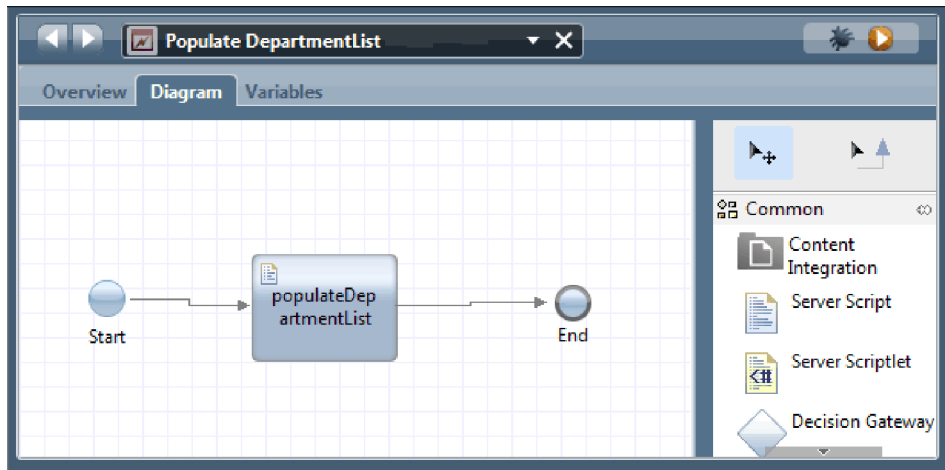 Populate DepartmentList
Overview Diagram Variables
Common
Content
Integration
Server Script
Server Scriptlet
Decision Gateway
populateDep
artmentList
Start
End